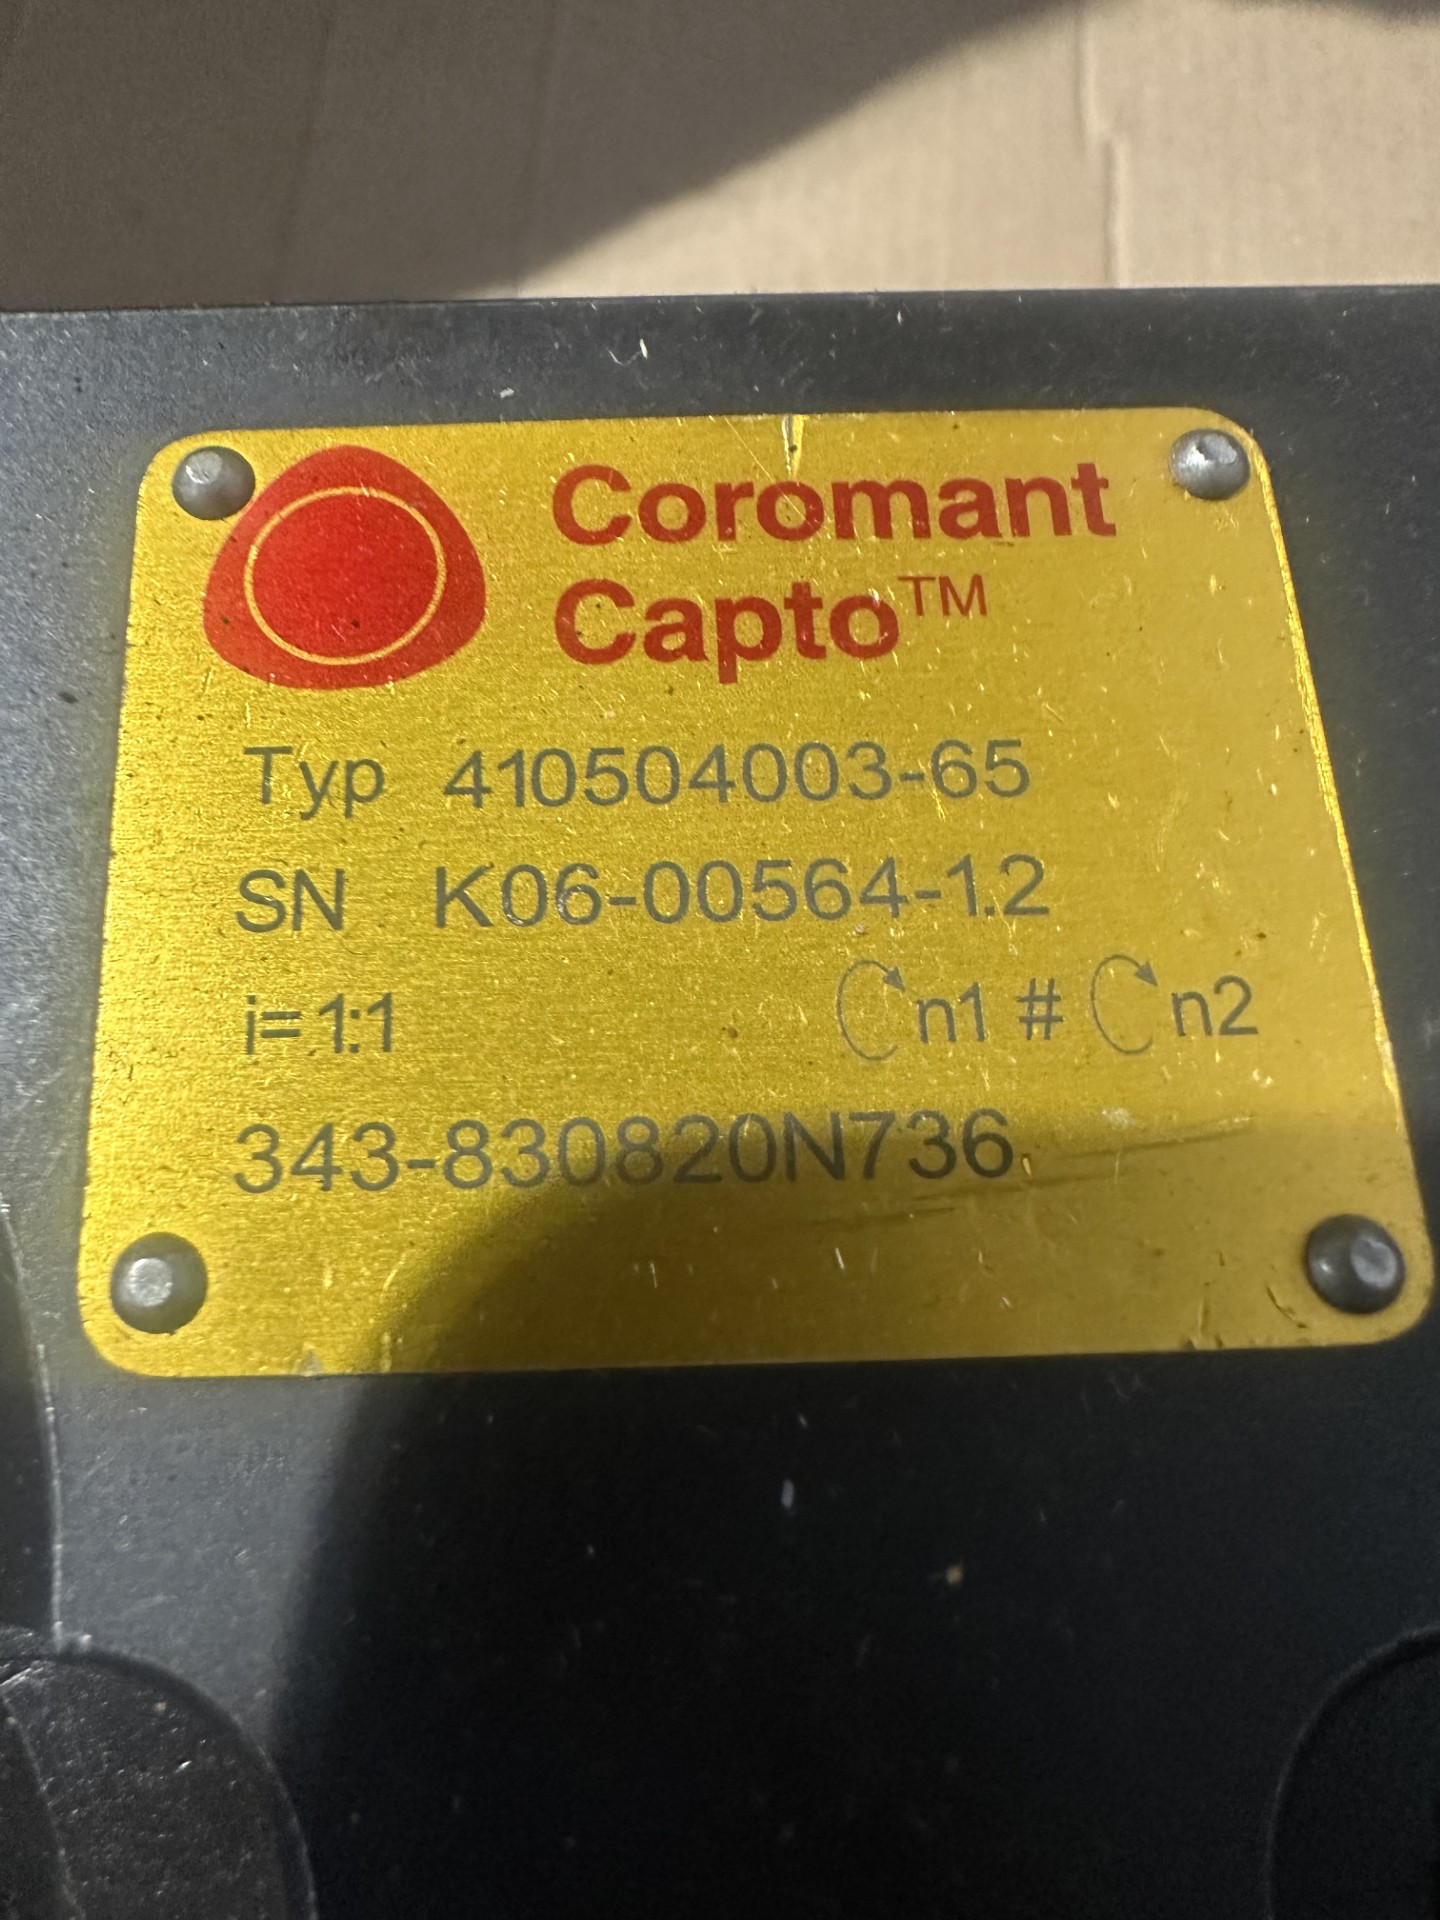 Coromant
Capto™
Typ 410504003-65
SN K06-00564-1.2
i= 1:1 n1 # n2
343-830820N736